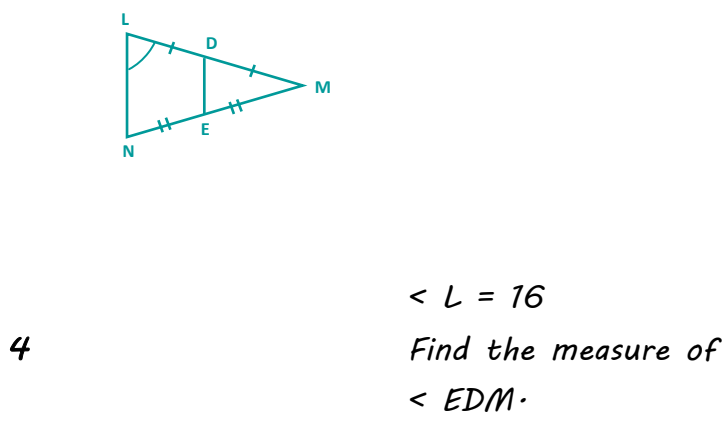 L
D
M
E
N
< L = 16
4
Find the measure of
< EDM.